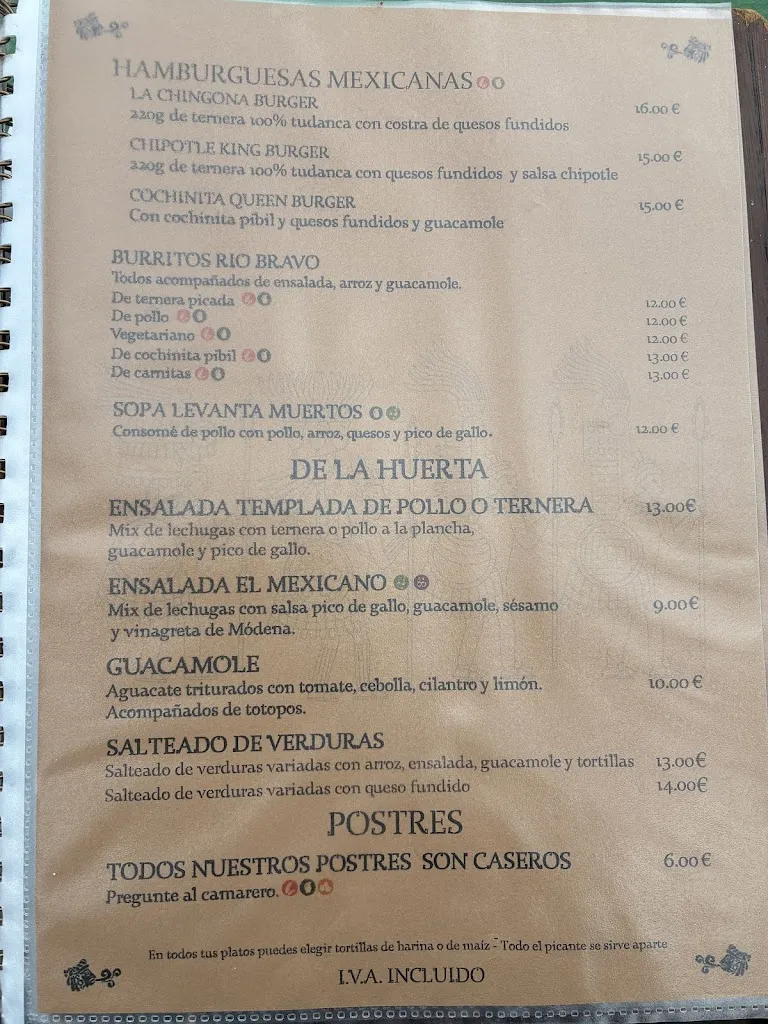 HAMBURGUESAS MEXICANAS
LA CHINGONA BURGER 16.00 €
220g de ternera 100% tudanca con costra de quesos fundidos
CHIPOTLE KING BURGER 15.00 €
220g de ternera 100% tudanca con quesos fundidos y salsa chipotle
COCHINITA QUEEN BURGER 15.00 €
Con cochinita pibil y quesos fundidos y guacamole
BURRITOS RIO BRAVO
Todos acompañados de ensalada, arroz y guacamole.
De ternera picada 12.00 €
De pollo 12.00 €
Vegetariano 12.00 €
De cochinita pibil 13.00 €
De carnitas 13.00 €
SOPA LEVANTA MUERTOS
Consomé de pollo con pollo, arroz, quesos y pico de gallo. 12.00 €
DE LA HUERTA
ENSALADA TEMPLADA DE POLLO O TERNERA 13.00€
Mix de lechugas con ternera o pollo a la plancha,
guacamole y pico de gallo.
ENSALADA EL MEXICANO
Mix de lechugas con salsa pico de gallo, guacamole, sésamo 9.00€
y vinagreta de Módena.
GUACAMOLE
Aguacate triturados con tomate, cebolla, cilantro y limón. 10.00€
Acompañados de totopos.
SALTEADO DE VERDURAS
Salteado de verduras variadas con arroz, ensalada, guacamole y tortillas 13.00€
Salteado de verduras variadas con queso fundido 14.00€
POSTRES
TODOS NUESTROS POSTRES SON CASEROS 6.00€
Pregunte al camarero.
En todos tus platos puedes elegir tortillas de harina o de maíz - Todo el picante se sirve aparte
I.V.A. INCLUIDO